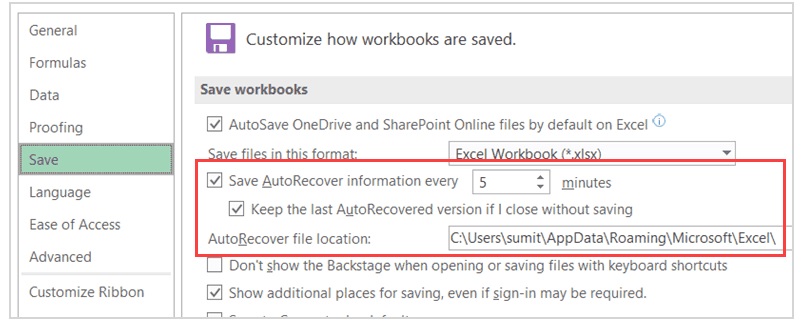 General
Formulas
Data
Proofing
Save
Language
Ease of Access
Advanced
Customize Ribbon
Customize how workbooks are saved.
Save workbooks
AutoSave OneDrive and SharePoint Online files by default on Excel
Save files in this format: Excel Workbook (*.xlsx)
Save AutoRecover information every 5 minutes
Keep the last AutoRecovered version if I close without saving
AutoRecover file location: C:\Users\sumit\AppData\Roaming\Microsoft\Excel\
Don't show the Backstage when opening or saving files with keyboard shortcuts
Show additional places for saving, even if sign-in may be required.